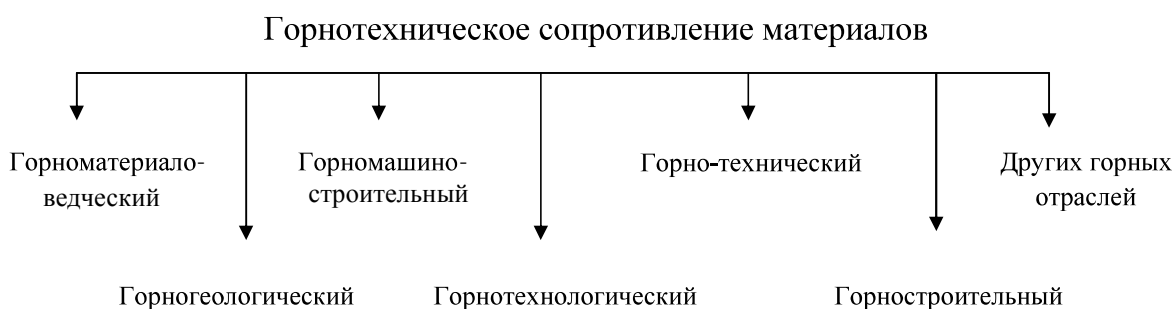 Горнотехническое сопротивление материалов
Горноматериало-
ведческий
Горномашино-
строительный
Горно-технический
Других горных
отраслей
Горногеологический
Горнотехнологический
Горностроительный